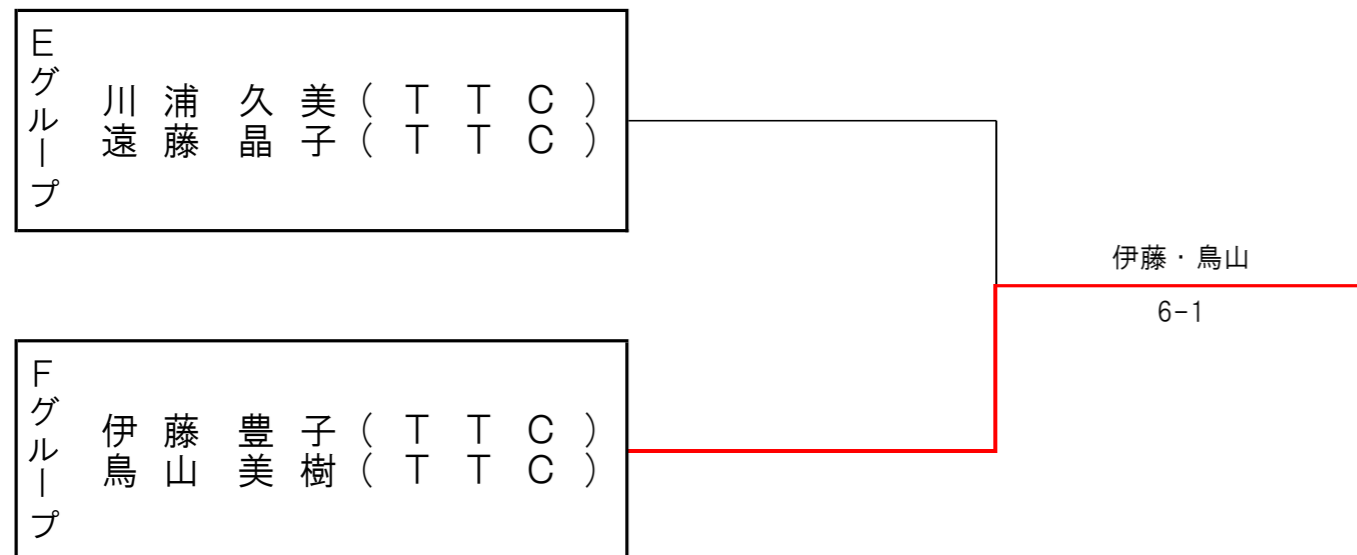 Eグループ
川浦 久美(TTC)
遠藤 晶子(TTC)
伊藤・鳥山
6-1
Fグループ
伊藤 豊子(TTC)
鳥山 美樹(TTC)